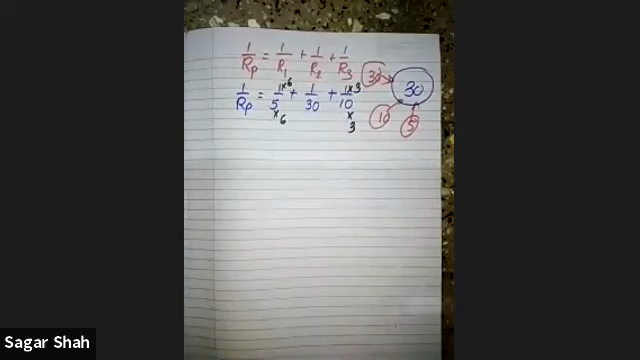 1/Rp = 1/R1 + 1/R2 + 1/R3
1/Rp = 1×6/5×6 + 1/30 + 1×3/10×3
30
30
10
5
Sagar Shah